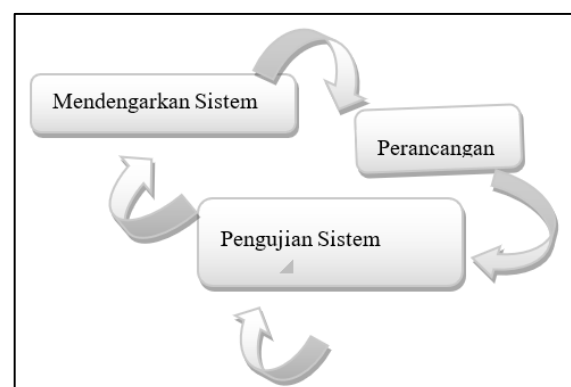 Mendengarkan Sistem
Perancangan
Pengujian Sistem